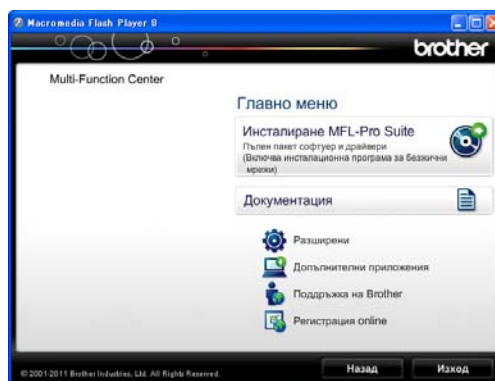 Macromedia Flash Player 8
brother
Multi-Function Center
Главно меню
Инсталиране MFL-Pro Suite
Пълен пакет софтуер и драйвери
(Включва инсталационна програма за безжични
мрежи)
Документация
Разширени
Допълнителни приложения
Поддръжка на Brother
Регистрация online
© 2001-2011 Brother Industries, Ltd. All Rights Reserved.
Назад
Изход